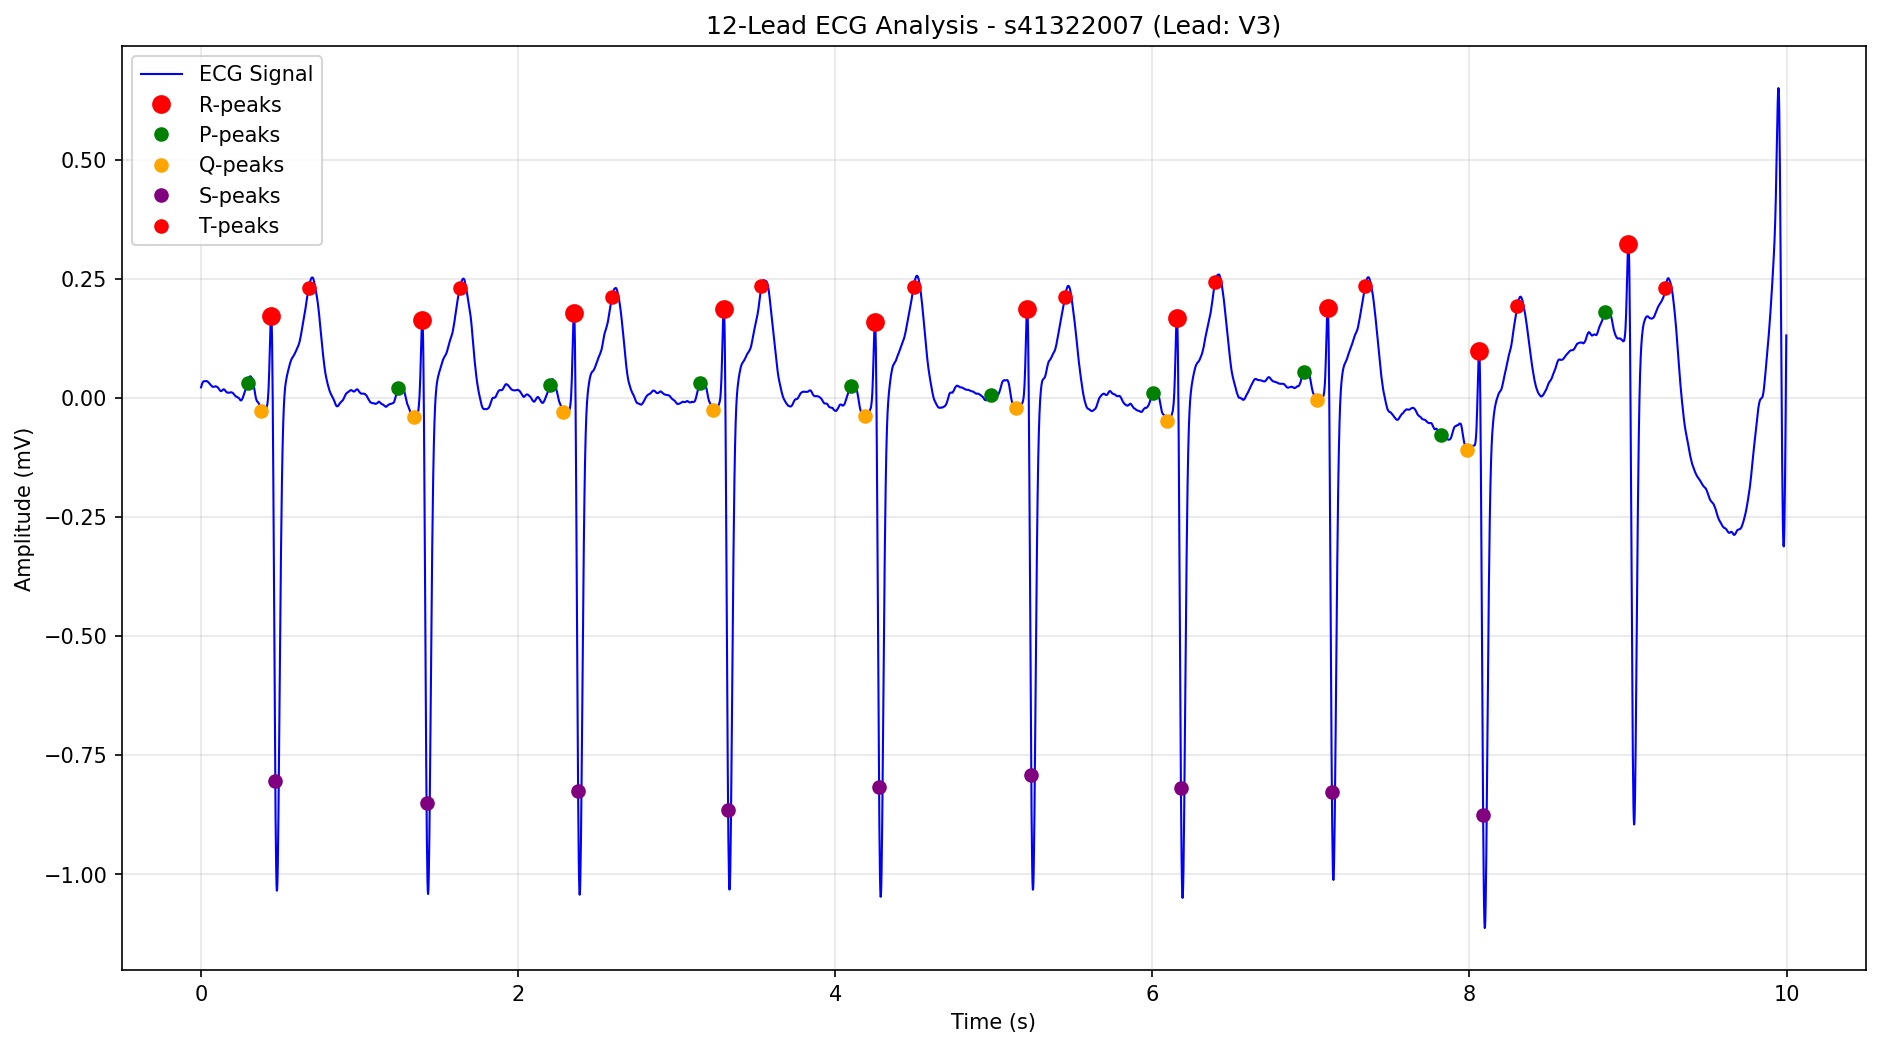 12-Lead ECG Analysis - s41322007 (Lead: V3)
ECG Signal
R-peaks
P-peaks
Q-peaks
S-peaks
T-peaks
Amplitude (mV)
0.50
0.25
0.00
−0.25
−0.50
−0.75
−1.00
0 2 4 6 8 10
Time (s)